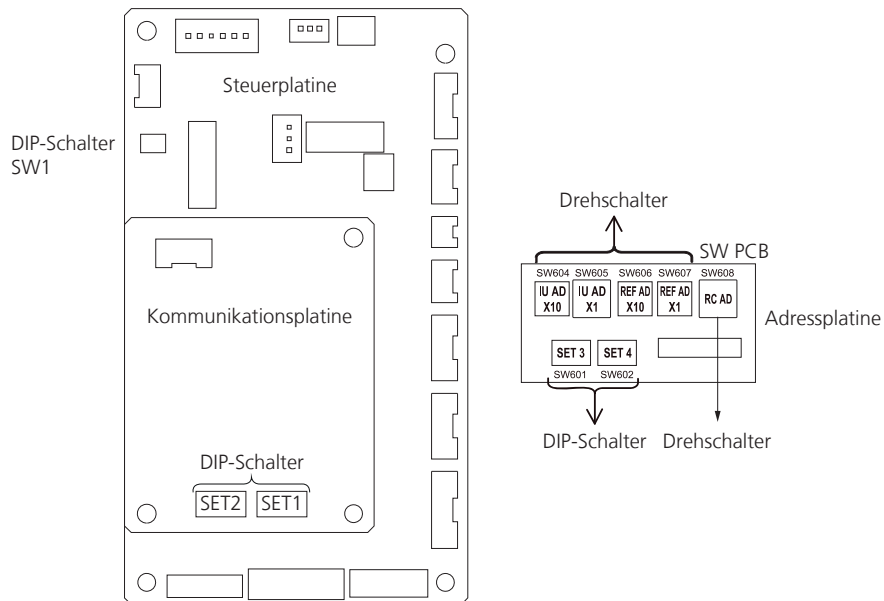 Steuerplatine
DIP-Schalter
SW1
Kommunikationsplatine
DIP-Schalter
SET2 SET1
Drehschalter
SW PCB
SW604 SW605 SW606 SW607 SW608
IU AD X10
IU AD X1
REF AD X10
REF AD X1
RC AD
Adressplatine
SET 3 SET 4
SW601 SW602
DIP-Schalter Drehschalter